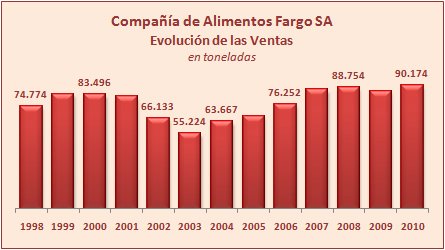 Compañía de Alimentos Fargo SA
Evolución de las Ventas
en toneladas
74.774
83.496
66.133
55.224
63.667
76.252
88.754
90.174
1998 1999 2000 2001 2002 2003 2004 2005 2006 2007 2008 2009 2010